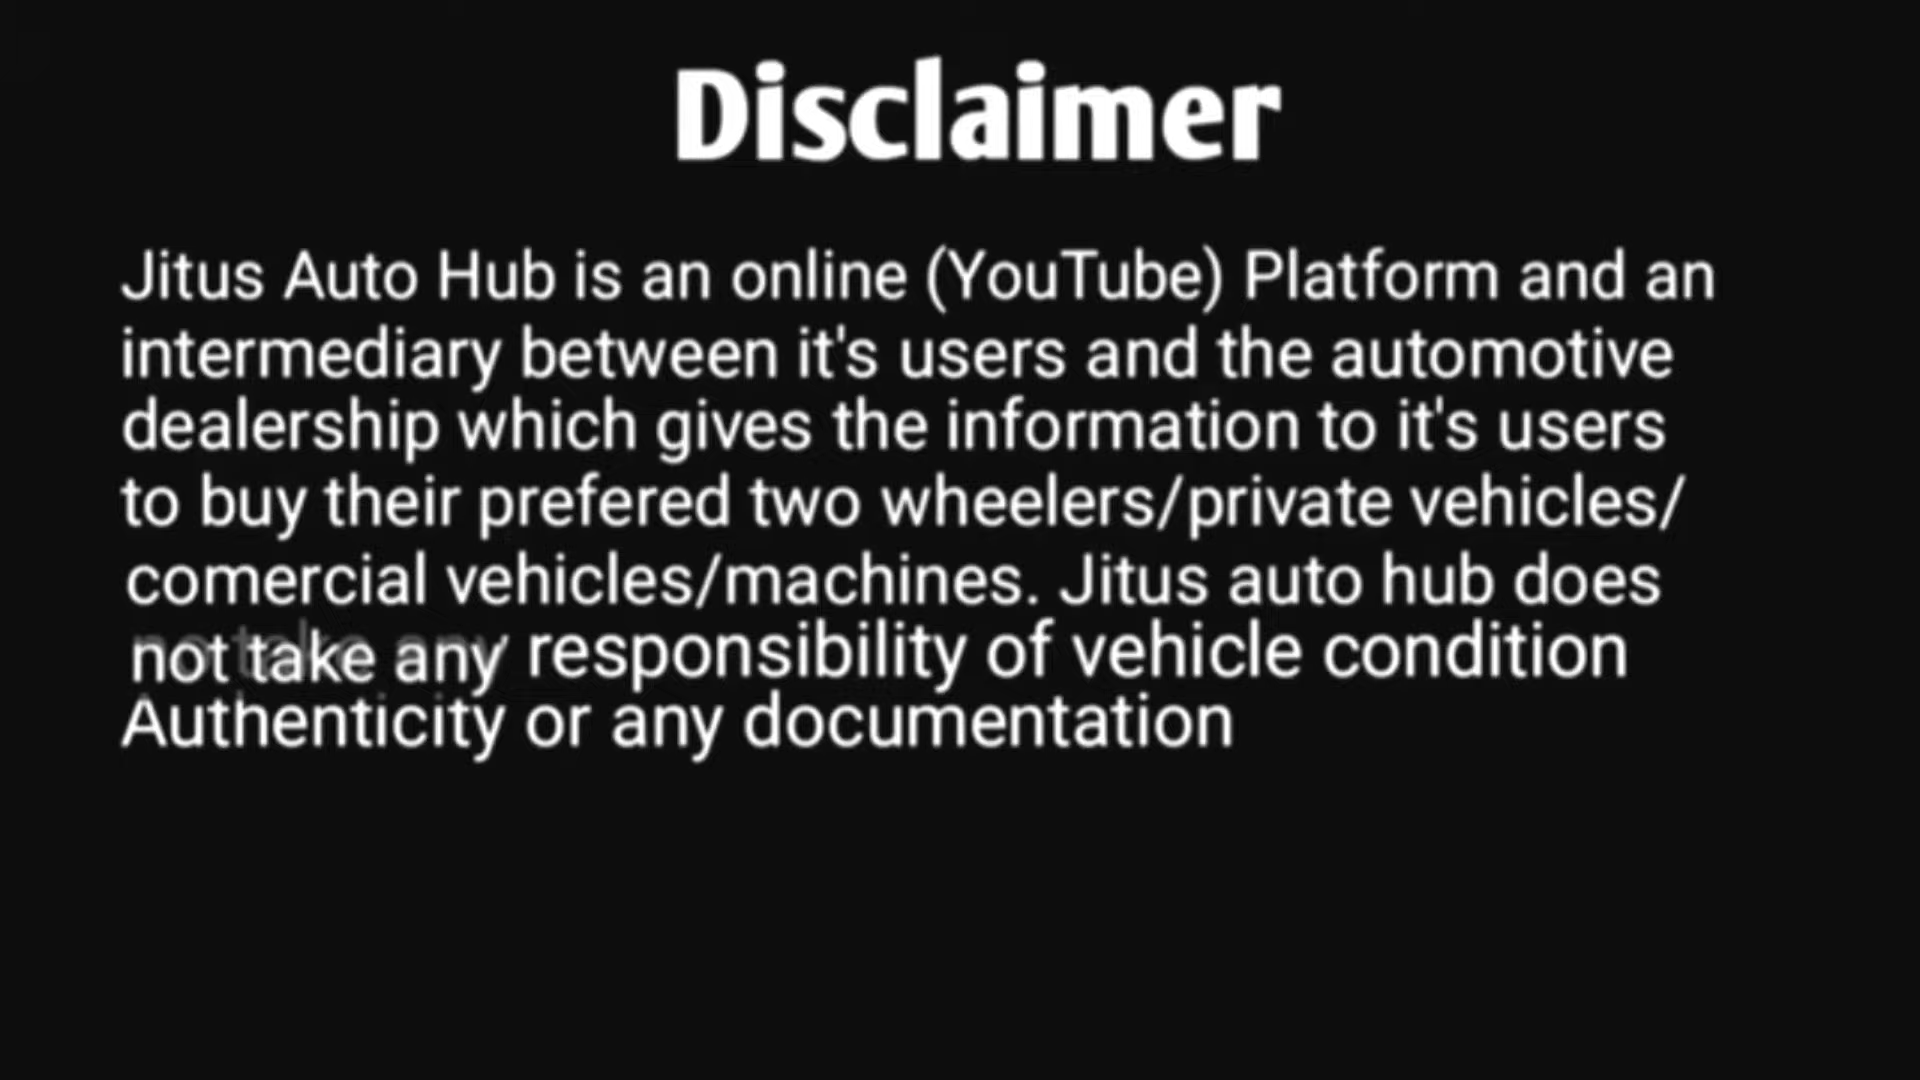 Disclaimer
Jitus Auto Hub is an online (YouTube) Platform and an
intermediary between it's users and the automotive
dealership which gives the information to it's users
to buy their prefered two wheelers/private vehicles/
comercial vehicles/machines. Jitus auto hub does
not take any responsibility of vehicle condition
Authenticity or any documentation